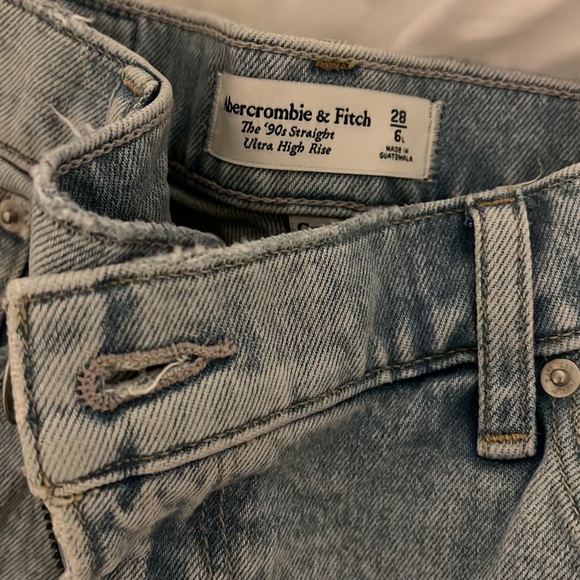 Abercrombie & Fitch
The '90s Straight
Ultra High Rise
28
6L
MADE IN
GUATEMALA